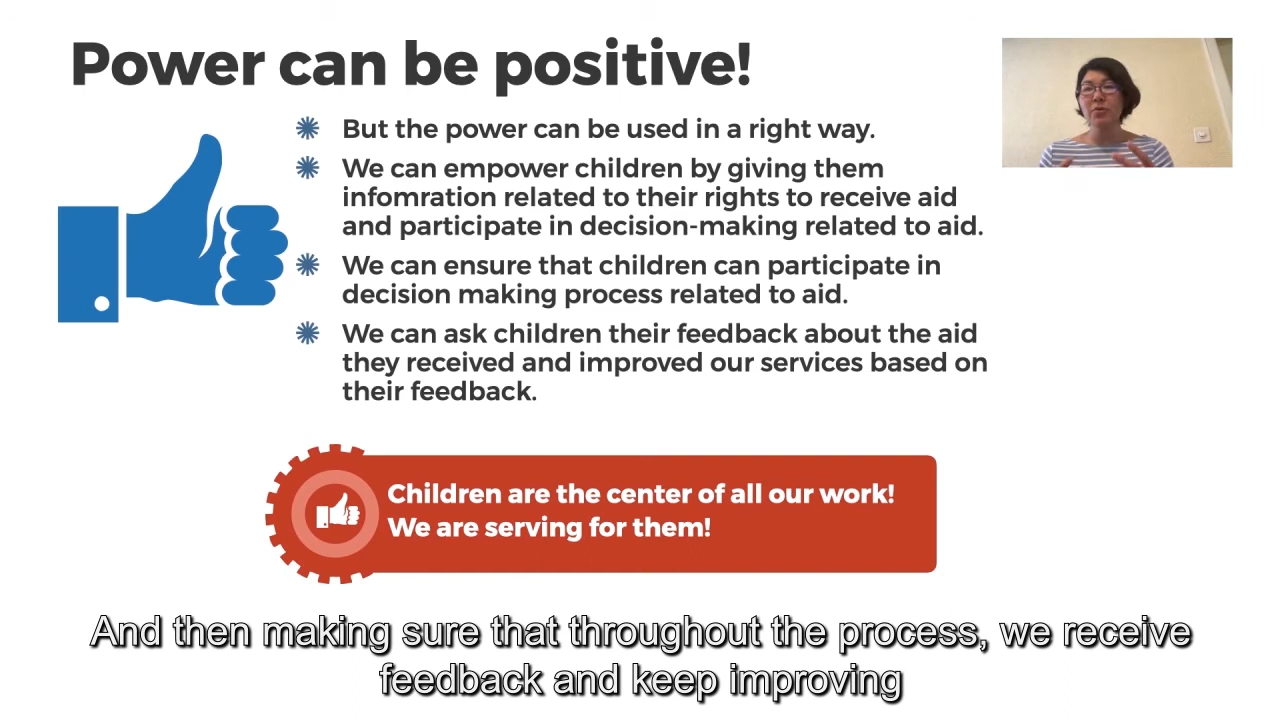 Power can be positive!
But the power can be used in a right way.
We can empower children by giving them
infomration related to their rights to receive aid
and participate in decision-making related to aid.
We can ensure that children can participate in
decision making process related to aid.
We can ask children their feedback about the aid
they received and improved our services based on
their feedback.
Children are the center of all our work!
We are serving for them!
And then making sure that throughout the process, we receive
feedback and keep improving